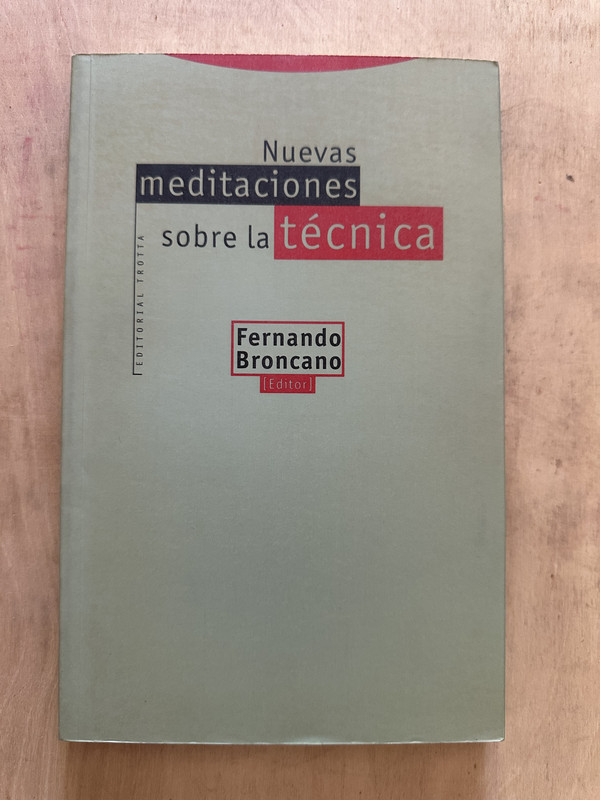 Nuevas
meditaciones
sobre la técnica
EDITORIAL TROTTA
Fernando
Broncano
[Editor]